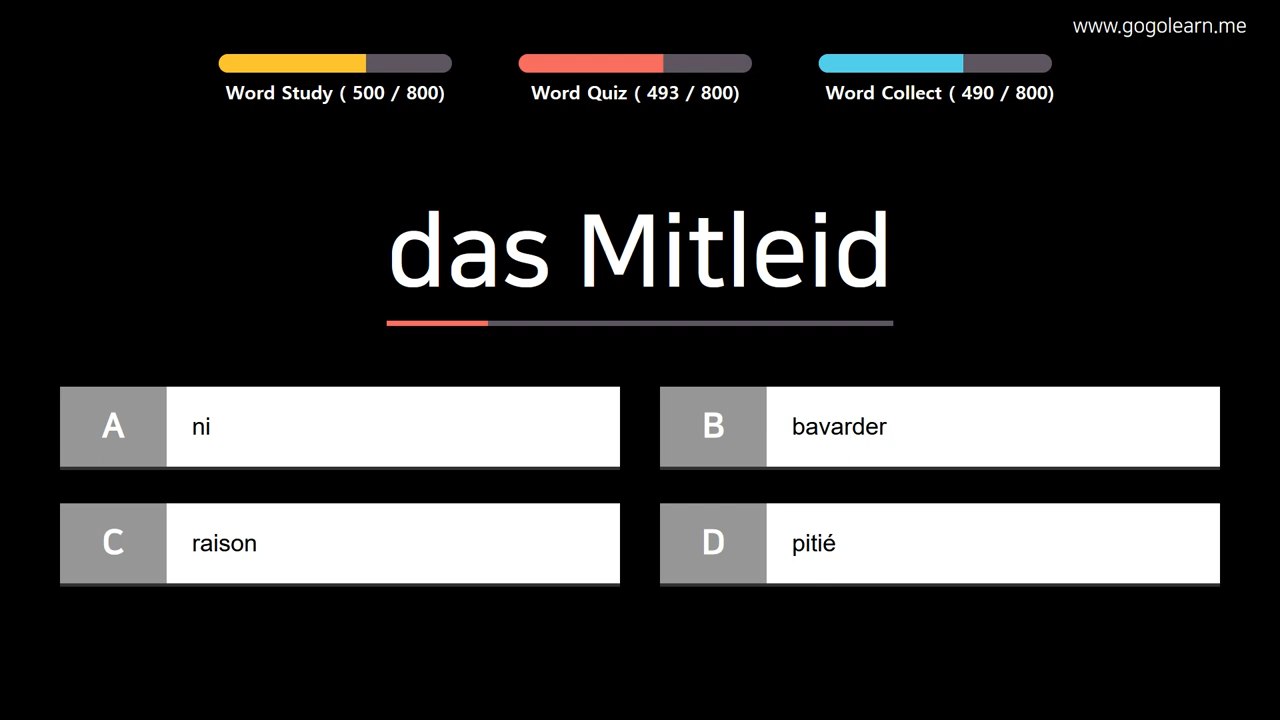 www.gogolearn.me
Word Study ( 500 / 800)
Word Quiz ( 493 / 800)
Word Collect ( 490 / 800)
das Mitleid
A ni
B bavarder
C raison
D pitié